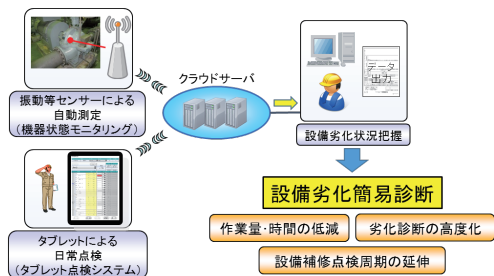 振動等センサーによる
自動測定
(機器状態モニタリング)
クラウドサーバ
データ
出力
設備劣化状況把握
タブレットによる
日常点検
(タブレット点検システム)
設備劣化簡易診断
作業量・時間の低減
劣化診断の高度化
設備補修点検周期の延伸